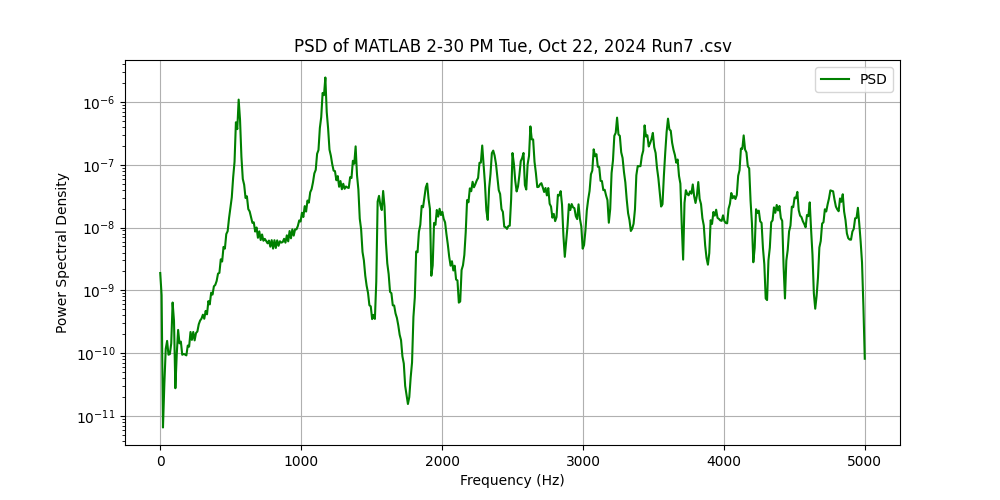 PSD of MATLAB 2-30 PM Tue, Oct 22, 2024 Run7 .csv
PSD
Power Spectral Density
10⁻⁶
10⁻⁷
10⁻⁸
10⁻⁹
10⁻¹⁰
10⁻¹¹
0 1000 2000 3000 4000 5000
Frequency (Hz)